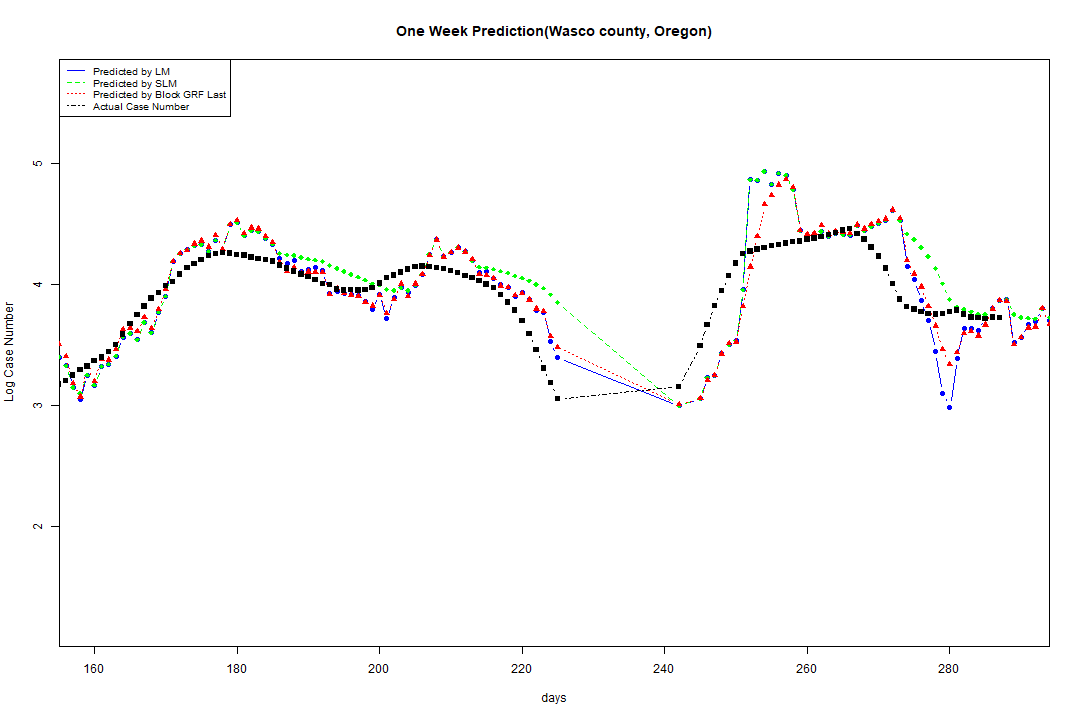 One Week Prediction(Wasco county, Oregon)
Predicted by LM
Predicted by SLM
Predicted by Block GRF Last
Actual Case Number
5
4
3
2
Log Case Number
160 180 200 220 240 260 280
days